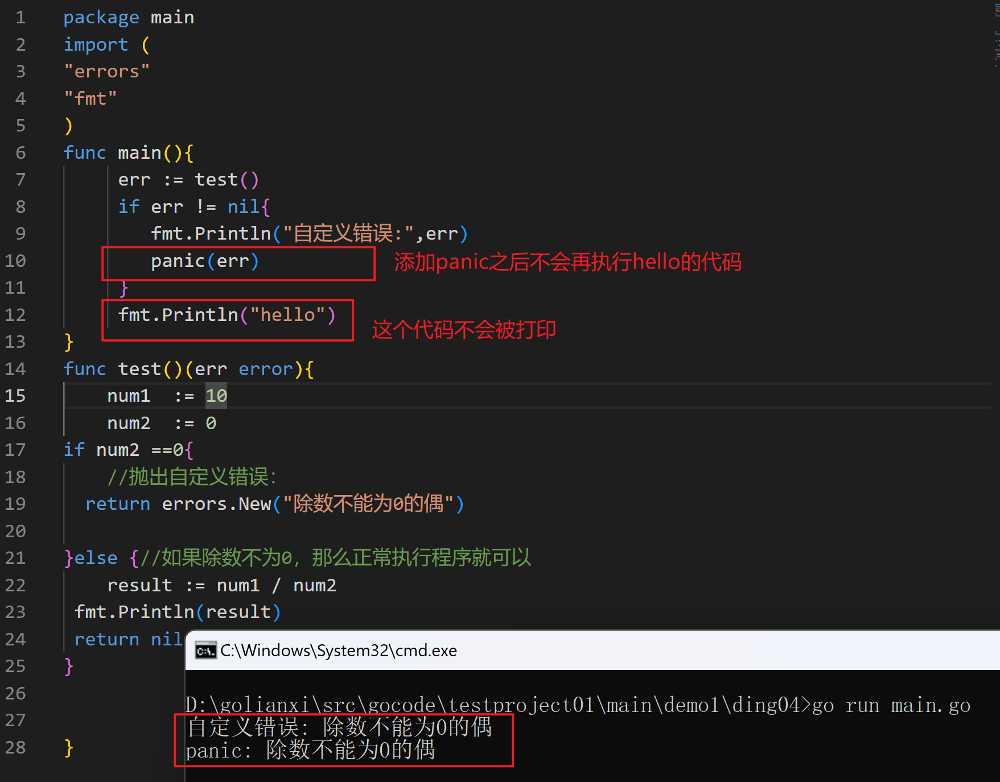 1 package main
2 import (
3 "errors"
4 "fmt"
5 )
6 func main(){
7 err := test()
8 if err != nil{
9 fmt.Println("自定义错误:",err)
10 panic(err) 添加panic之后不会再执行hello的代码
11 }
12 fmt.Println("hello") 这个代码不会被打印
13 }
14 func test()(err error){
15 num1 := 10
16 num2 := 0
17 if num2 ==0{
18 //抛出自定义错误:
19 return errors.New("除数不能为0的偶")
20
21 }else {//如果除数不为0, 那么正常执行程序就可以
22 result := num1 / num2
23 fmt.Println(result)
24 return nil
25 }
26
27
28 }
C:\Windows\System32\cmd.exe
D:\golianxi\src\gocode\testproject01\main\demo1\ding04>go run main.go
自定义错误: 除数不能为0的偶
panic: 除数不能为0的偶